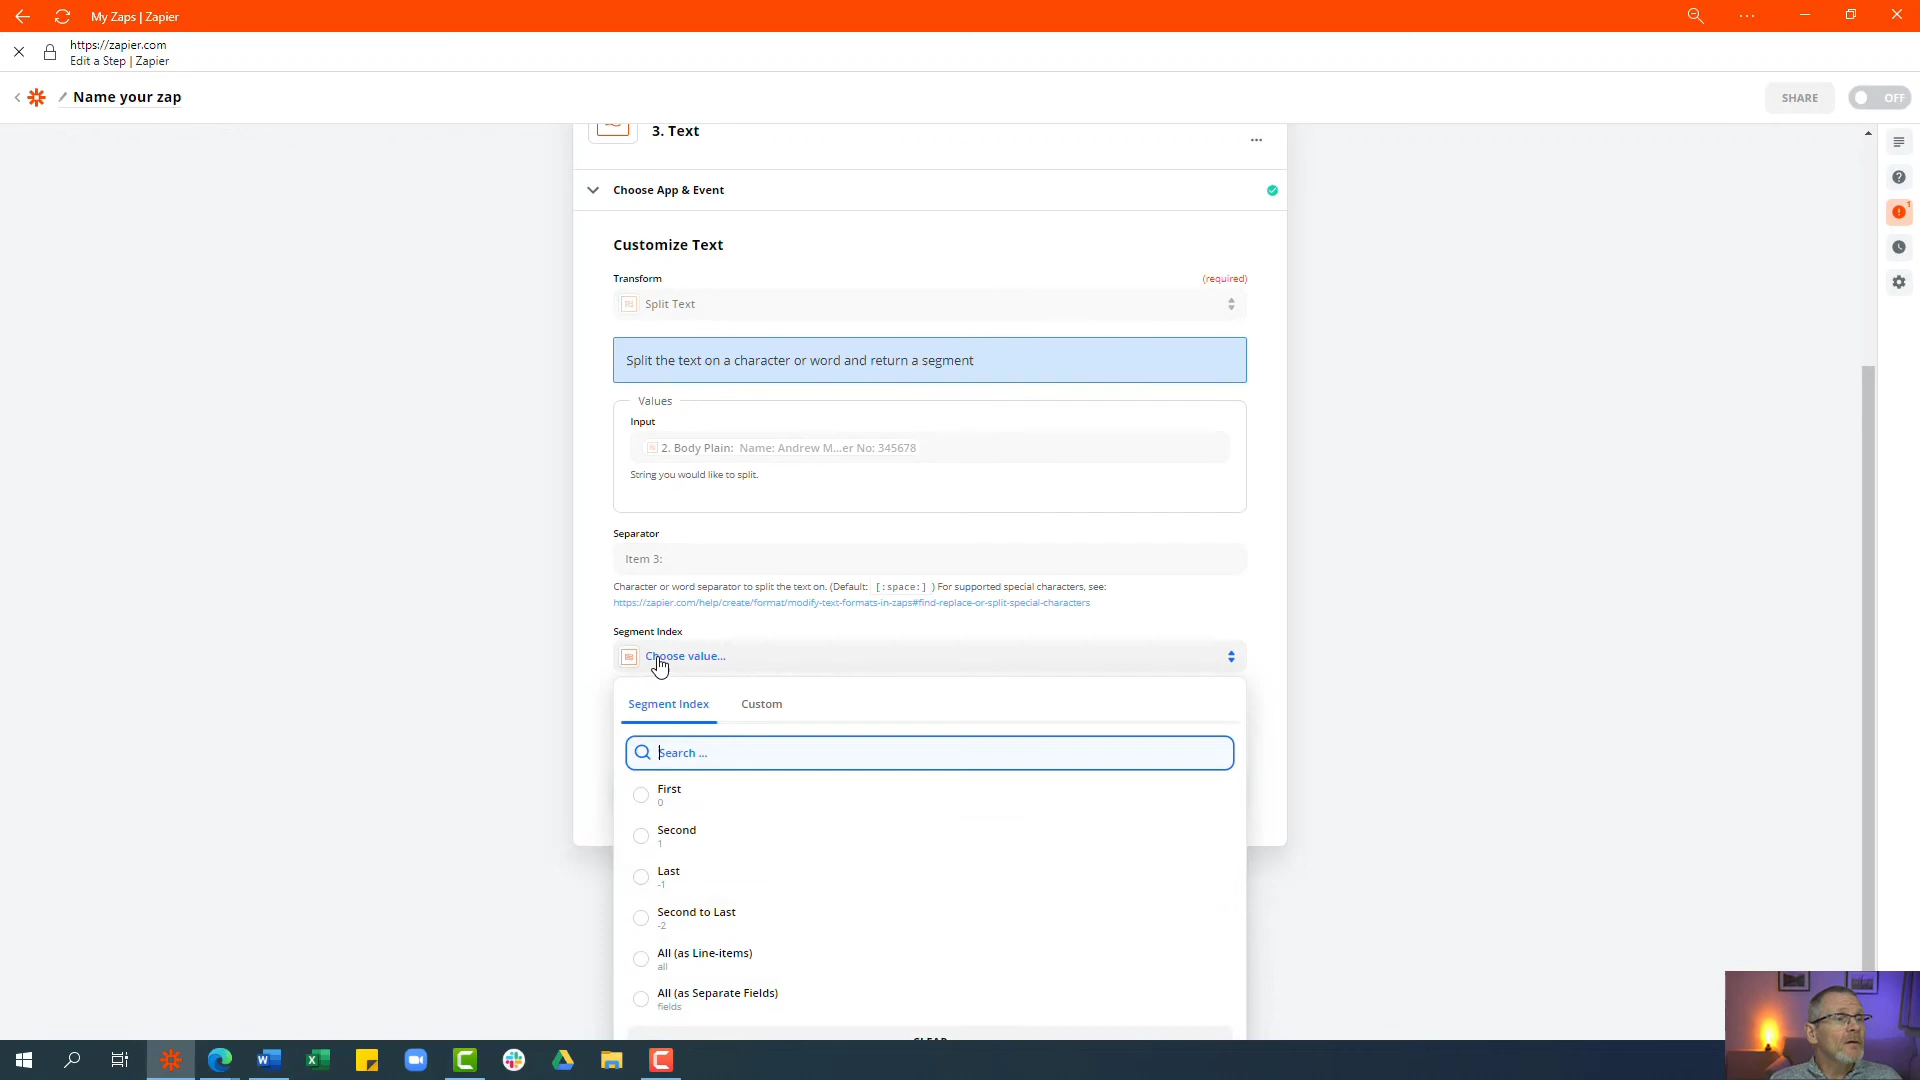 My Zaps | Zapier
https://zapier.com
Edit a Step | Zapier
Name your zap
SHARE
OFF
3. Text
Choose App & Event
1
Customize Text
Transform
(required)
Split Text
Split the text on a character or word and return a segment
Values
Input
2. Body Plain: Name: Andrew M...er No: 345678
String you would like to split.
Separator
Item 3:
Character or word separator to split the text on. (Default: [:space:] ) For supported special characters, see:
https://zapier.com/help/create/format/modify-text-formats-in-zaps#find-replace-or-split-special-characters
Segment Index
Choose value...
Segment Index
Custom
Search ...
First
0
Second
1
Last
-1
Second to Last
-2
All (as Line-items)
all
All (as Separate Fields)
fields
CLEAR